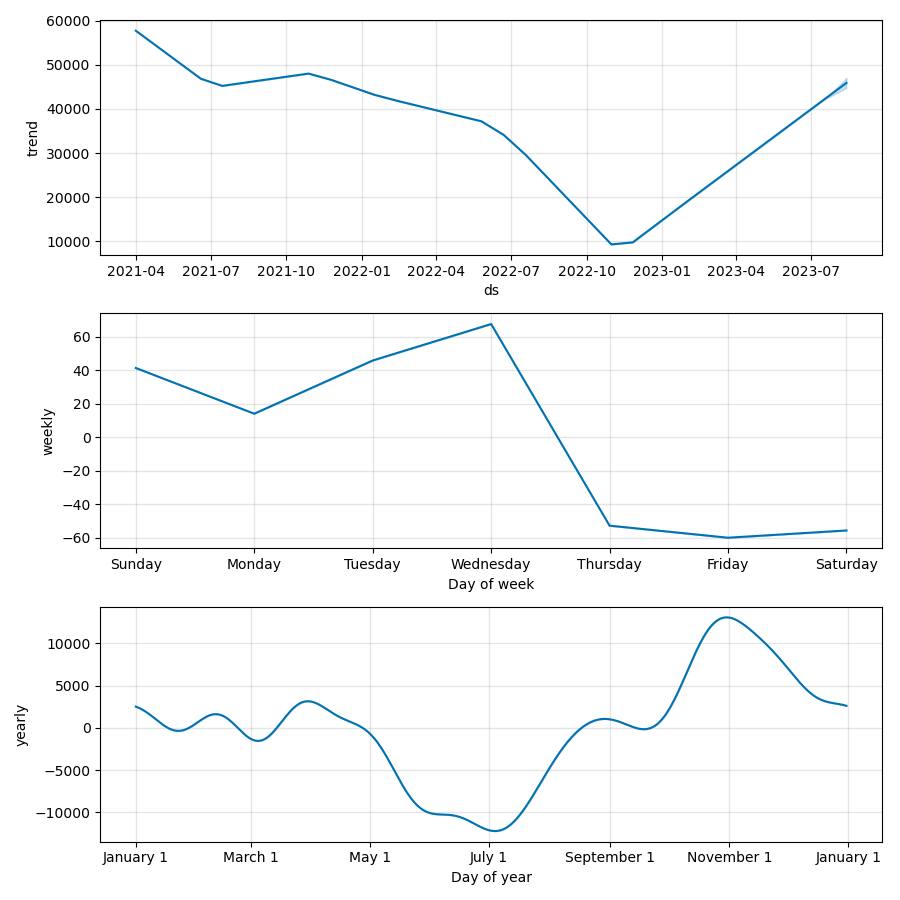 60000
50000
40000
30000
20000
10000
trend
2021-04 2021-07 2021-10 2022-01 2022-04 2022-07 2022-10 2023-01 2023-04 2023-07
ds
60
40
20
0
−20
−40
−60
weekly
Sunday Monday Tuesday Wednesday Thursday Friday Saturday
Day of week
10000
5000
0
−5000
−10000
yearly
January 1 March 1 May 1 July 1 September 1 November 1 January 1
Day of year